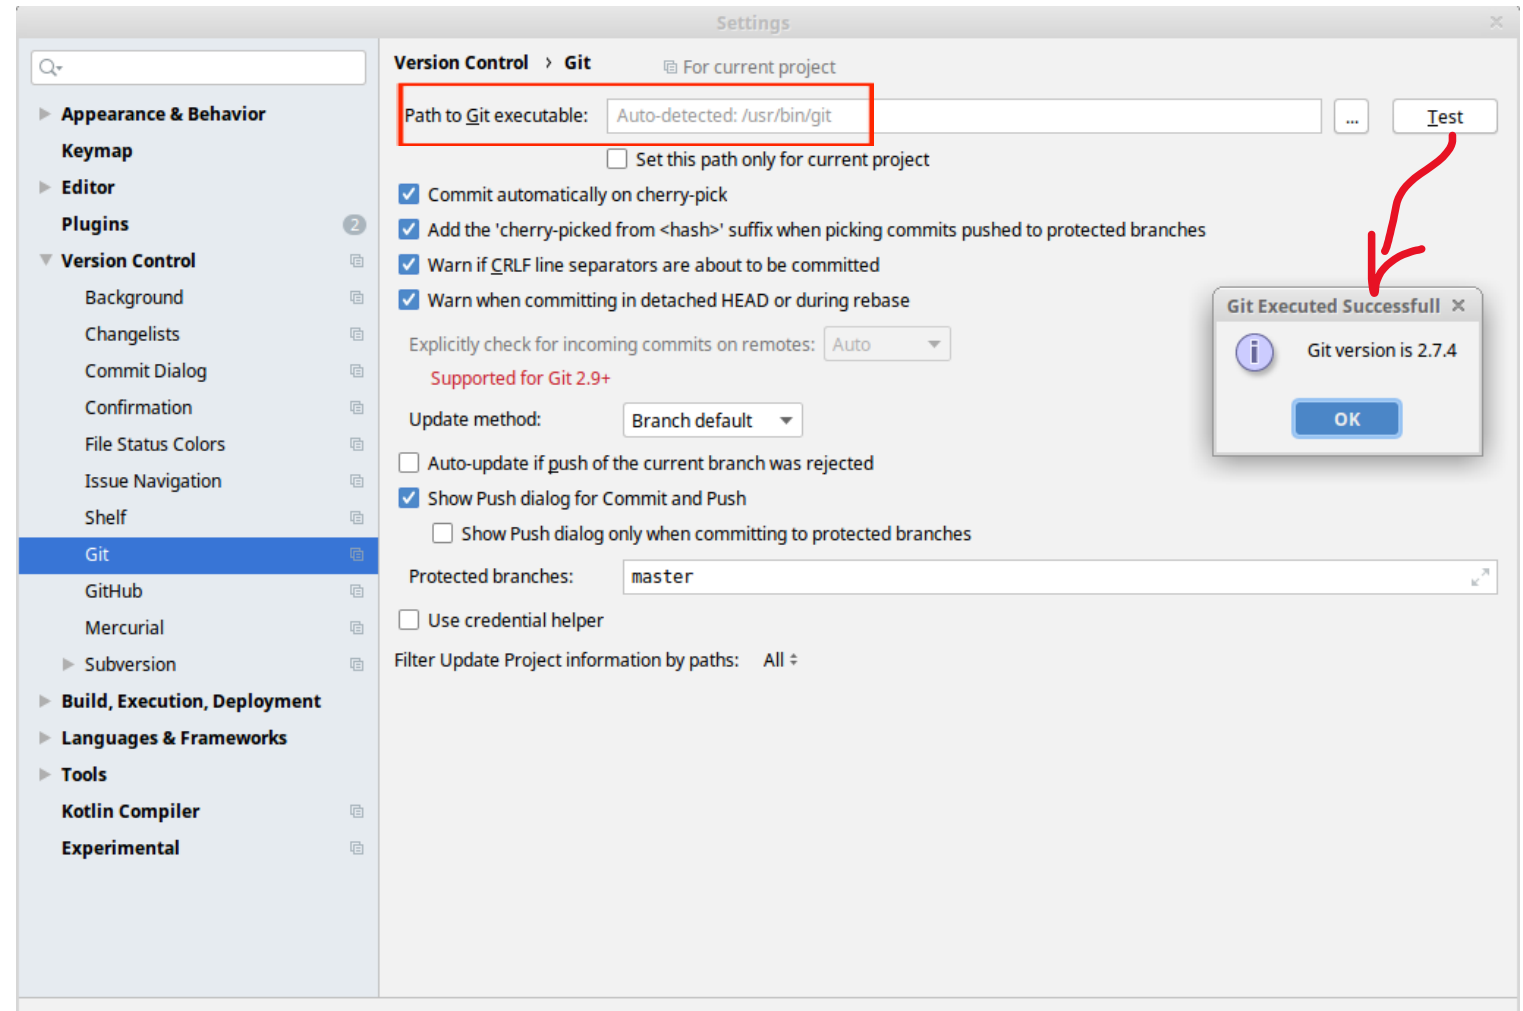 Settings
Appearance & Behavior
Keymap
Editor
Plugins 2
Version Control
Background
Changelists
Commit Dialog
Confirmation
File Status Colors
Issue Navigation
Shelf
Git
GitHub
Mercurial
Subversion
Build, Execution, Deployment
Languages & Frameworks
Tools
Kotlin Compiler
Experimental
Version Control › Git For current project
Path to Git executable: Auto-detected: /usr/bin/git ... Test
Set this path only for current project
Commit automatically on cherry-pick
Add the 'cherry-picked from <hash>' suffix when picking commits pushed to protected branches
Warn if CRLF line separators are about to be committed
Warn when committing in detached HEAD or during rebase
Explicitly check for incoming commits on remotes: Auto
Supported for Git 2.9+
Update method: Branch default
Auto-update if push of the current branch was rejected
Show Push dialog for Commit and Push
Show Push dialog only when committing to protected branches
Protected branches: master
Use credential helper
Filter Update Project information by paths: All
Git Executed Successfull
Git version is 2.7.4
OK